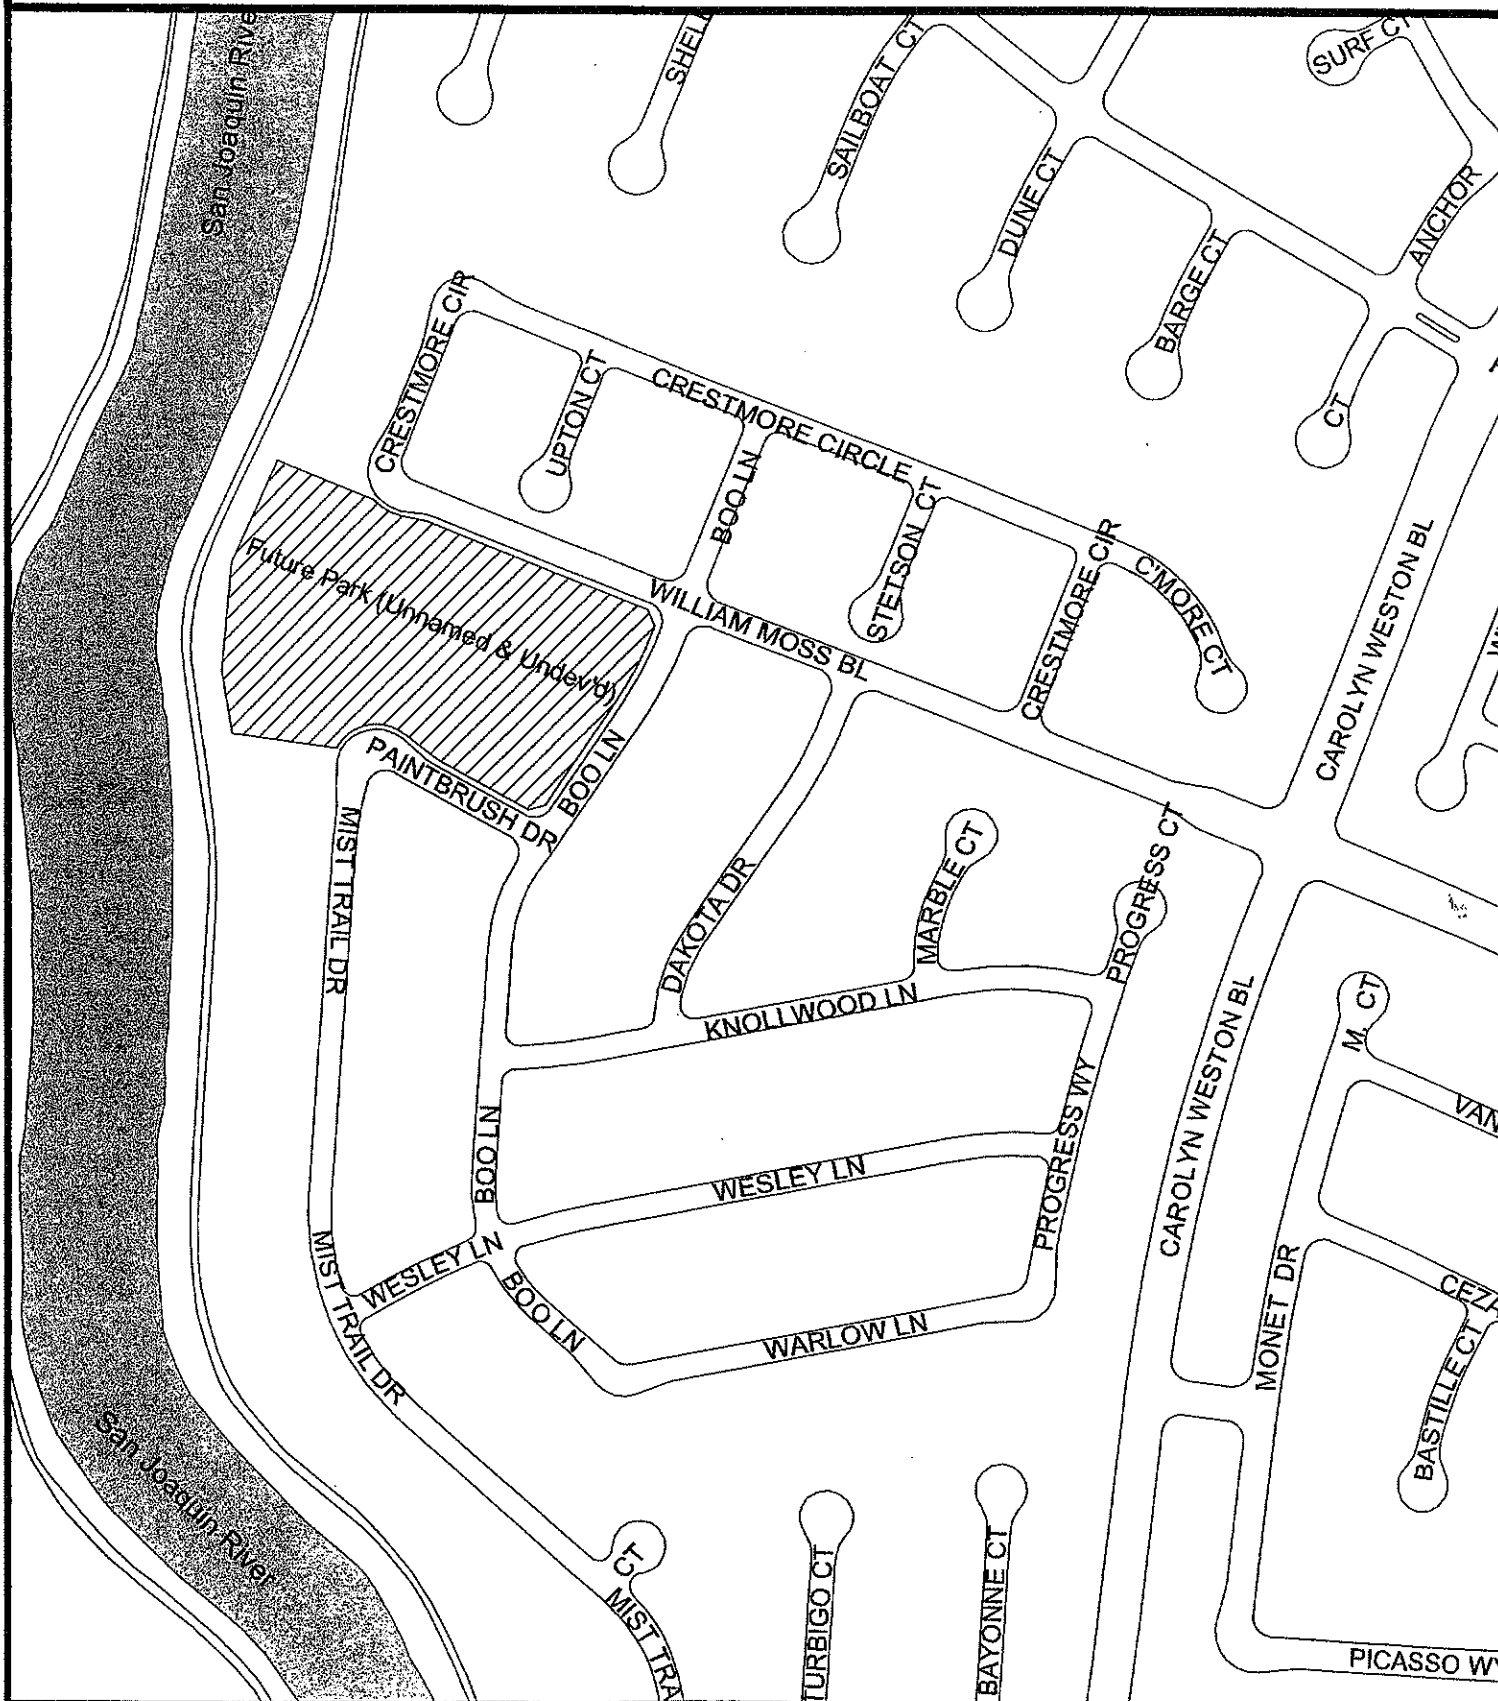 San Joaquin Rive
SHEL
SAILBOAT CT
SURF CT
DUNE CT
ANCHOR
BARGE CT
CT
CRESTMORE CIR
UPTON CT
CRESTMORE CIRCLE
BOO LN
STETSON CT
CRESTMORE CIR
C'MORE CT
CAROLYN WESTON BL
Future Park (Unnamed & Undev'd)
WILLIAM MOSS BL
BOO LN
PAINTBRUSH DR
MIST TRAIL DR
DAKOTA DR
MARBLE CT
PROGRESS CT
KNOLLWOOD LN
CAROLYN WESTON BL
M. CT
VAN
BOO LN
WESLEY LN
PROGRESS WY
WESLEY LN
MIST TRAIL DR
BOO LN
WARLOW LN
MONET DR
CEZA
BASTILLE CT
San Joaquin River
CT
MIST TRA
TURBIGO CT
BAYONNE CT
PICASSO WY